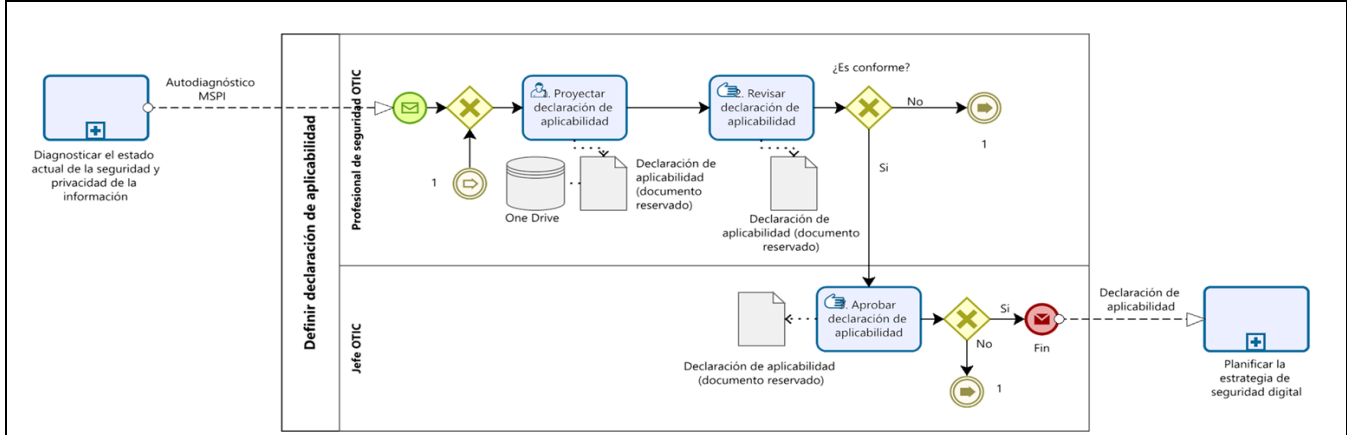 Autodiagnóstico
MSPI
Diagnosticar el estado
actual de la seguridad y
privacidad de la
información
Definir declaración de aplicabilidad
Profesional de seguridad OTIC
1
1. Proyectar
declaración de
aplicabilidad
One Drive
Declaración de
aplicabilidad
(documento
reservado)
2. Revisar
declaración de
aplicabilidad
Declaración de
aplicabilidad (documento
reservado)
¿Es conforme?
No
1
Si
Jefe OTIC
3. Aprobar
declaración de
aplicabilidad
Declaración de aplicabilidad
(documento reservado)
Si
No
Fin
1
Declaración de
aplicabilidad
Planificar la
estrategia de
seguridad digital